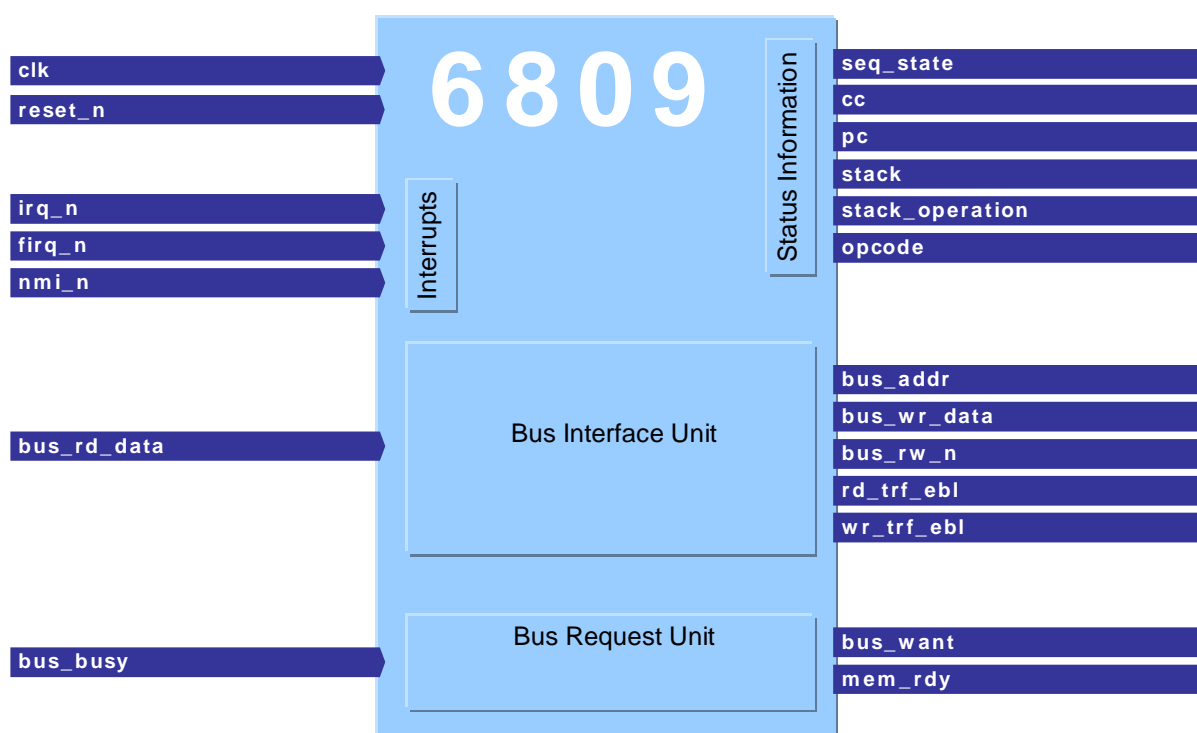 6809
clk
reset_n
irq_n
firq_n
nmi_n
Interrupts
Status Information
seq_state
cc
pc
stack
stack_operation
opcode
bus_rd_data
Bus Interface Unit
bus_addr
bus_wr_data
bus_rw_n
rd_trf_ebl
wr_trf_ebl
bus_busy
Bus Request Unit
bus_want
mem_rdy